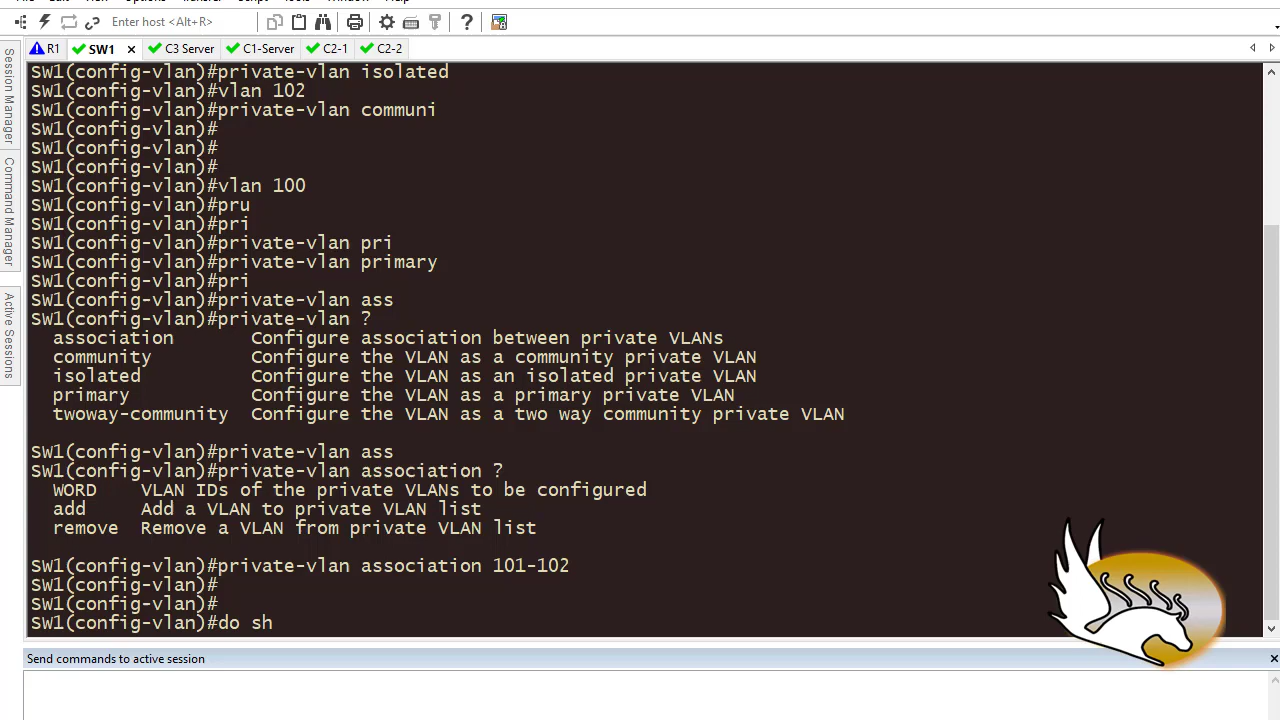 Enter host <Alt+R>
R1 SW1 C3 Server C1-Server C2-1 C2-2
Session Manager
Command Manager
Active Sessions
SW1(config-vlan)#private-vlan isolated
SW1(config-vlan)#vlan 102
SW1(config-vlan)#private-vlan communi
SW1(config-vlan)#
SW1(config-vlan)#
SW1(config-vlan)#
SW1(config-vlan)#vlan 100
SW1(config-vlan)#pru
SW1(config-vlan)#pri
SW1(config-vlan)#private-vlan pri
SW1(config-vlan)#private-vlan primary
SW1(config-vlan)#pri
SW1(config-vlan)#private-vlan ass
SW1(config-vlan)#private-vlan ?
association Configure association between private VLANs
community Configure the VLAN as a community private VLAN
isolated Configure the VLAN as an isolated private VLAN
primary Configure the VLAN as a primary private VLAN
twoway-community Configure the VLAN as a two way community private VLAN
SW1(config-vlan)#private-vlan ass
SW1(config-vlan)#private-vlan association ?
WORD VLAN IDs of the private VLANs to be configured
add Add a VLAN to private VLAN list
remove Remove a VLAN from private VLAN list
SW1(config-vlan)#private-vlan association 101-102
SW1(config-vlan)#
SW1(config-vlan)#
SW1(config-vlan)#do sh
Send commands to active session